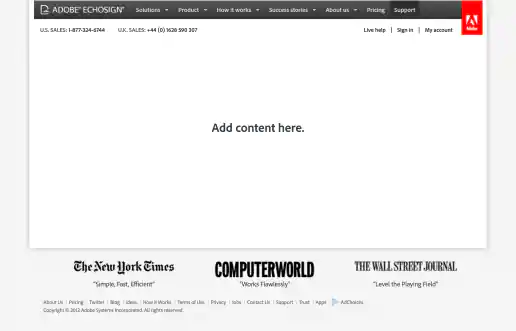 ADOBE® ECHOSIGN® Solutions Product How it works Success stories About us Pricing Support
Adobe
U.S. SALES: 1-877-324-6744 U.K. SALES: +44 (0) 1628 590 307 Live help | Sign in | My account
Add content here.
The New York Times COMPUTERWORLD THE WALL STREET JOURNAL
"Simple, Fast, Efficient" "Works Flawlessly" "Level the Playing Field"
About Us | Pricing | Twitter | Blog | Ideas | How it Works | Terms of Use | Privacy | Jobs | Contact Us | Support | Trust | Apps AdChoices
Copyright © 2013 Adobe Systems Incorporated. All rights reserved.